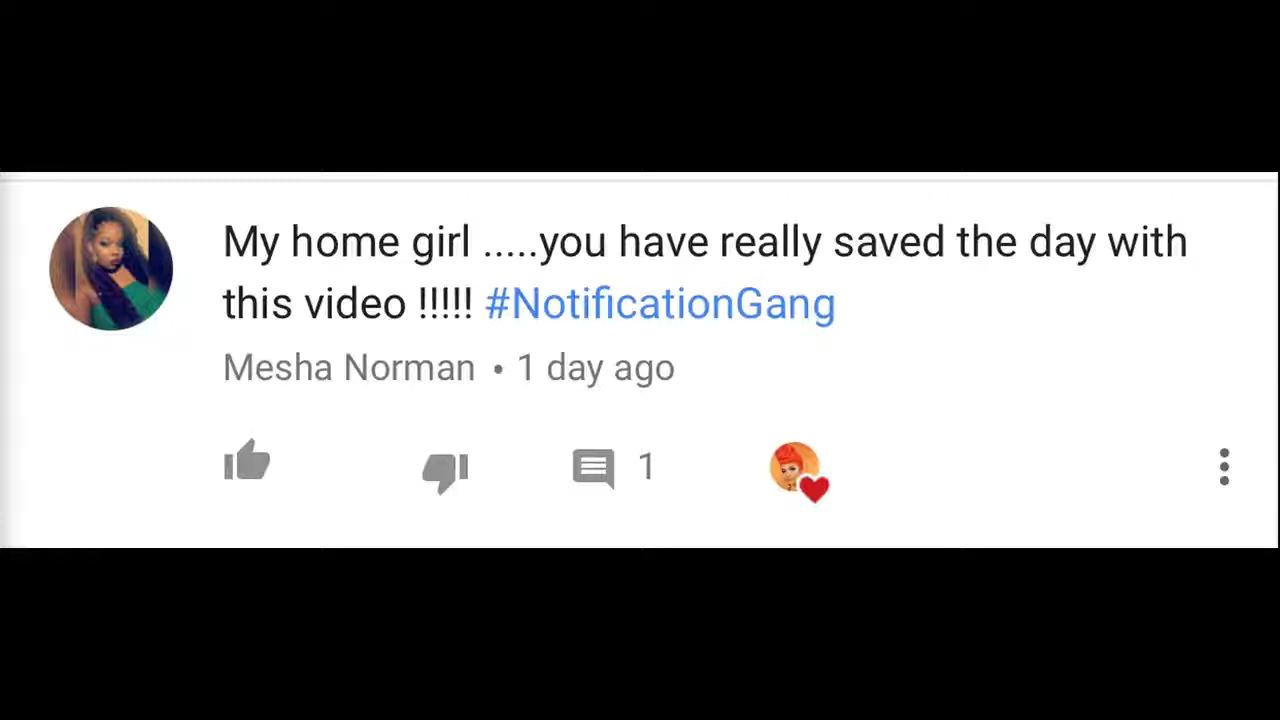 My home girl .....you have really saved the day with
this video !!!!! #NotificationGang
Mesha Norman • 1 day ago
1